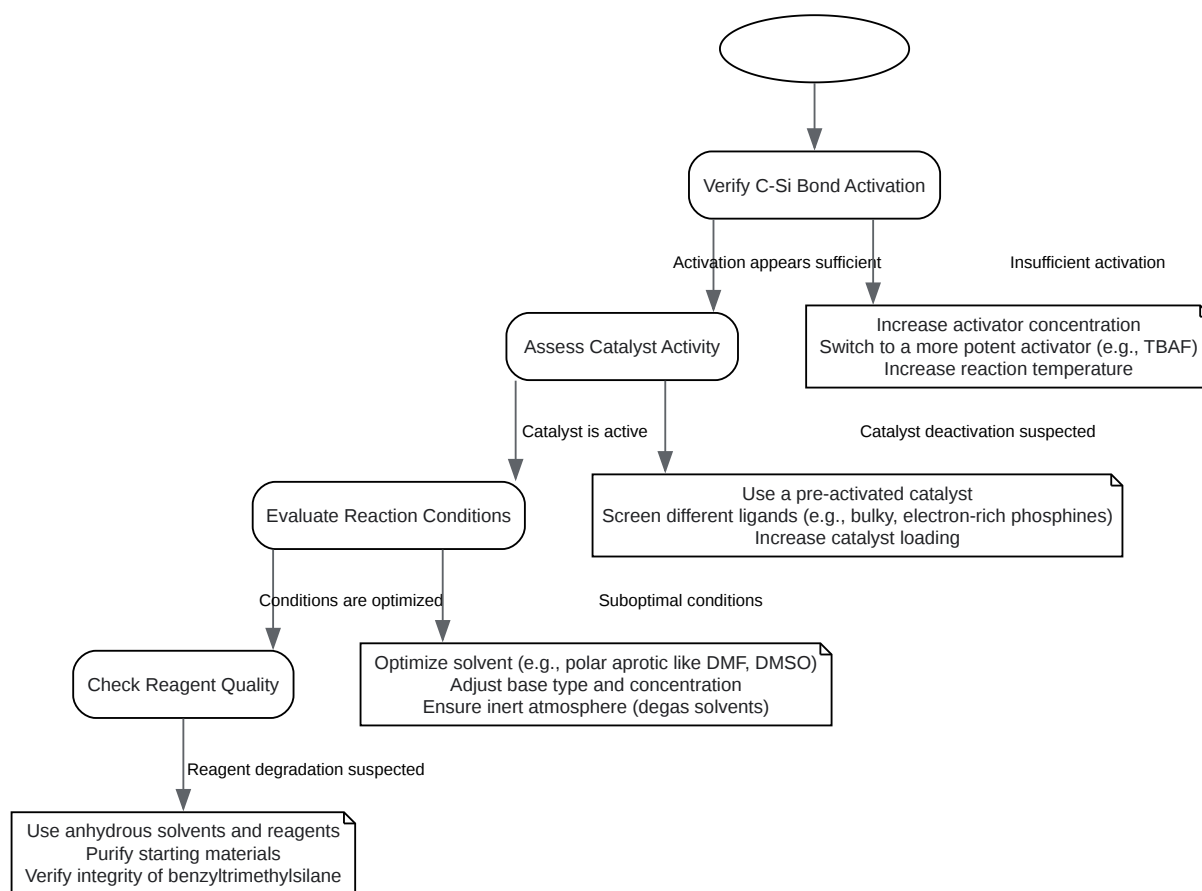 Verify C-Si Bond Activation
Activation appears sufficient
Insufficient activation
Increase activator concentration
Switch to a more potent activator (e.g., TBAF)
Increase reaction temperature
Assess Catalyst Activity
Catalyst is active
Catalyst deactivation suspected
Use a pre-activated catalyst
Screen different ligands (e.g., bulky, electron-rich phosphines)
Increase catalyst loading
Evaluate Reaction Conditions
Conditions are optimized
Suboptimal conditions
Optimize solvent (e.g., polar aprotic like DMF, DMSO)
Adjust base type and concentration
Ensure inert atmosphere (degas solvents)
Check Reagent Quality
Reagent degradation suspected
Use anhydrous solvents and reagents
Purify starting materials
Verify integrity of benzyltrimethylsilane